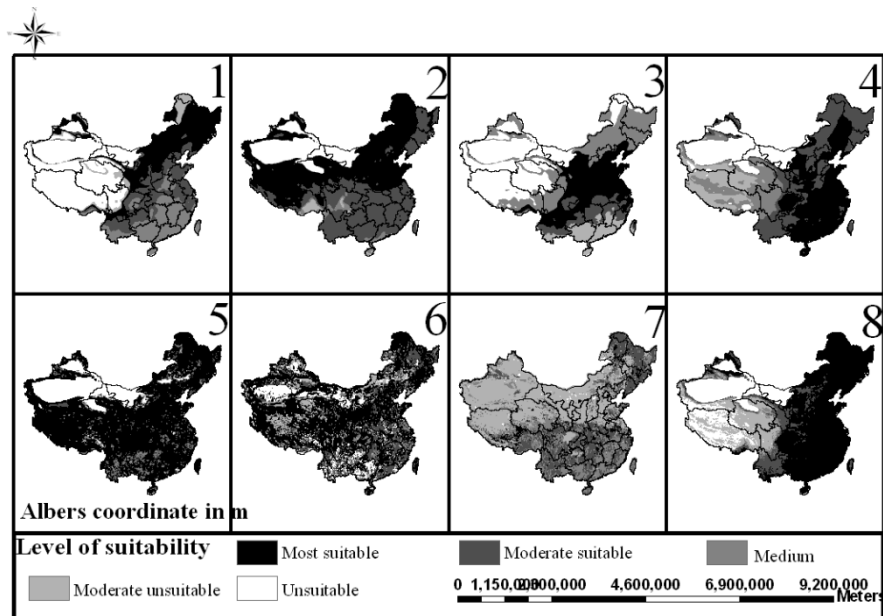 1 2 3 4
5 6 7 8
Albers coordinate in m
Level of suitability
Most suitable
Moderate suitable
Medium
Moderate unsuitable
Unsuitable
4,600,000 6,900,000 9,200,000
Meters